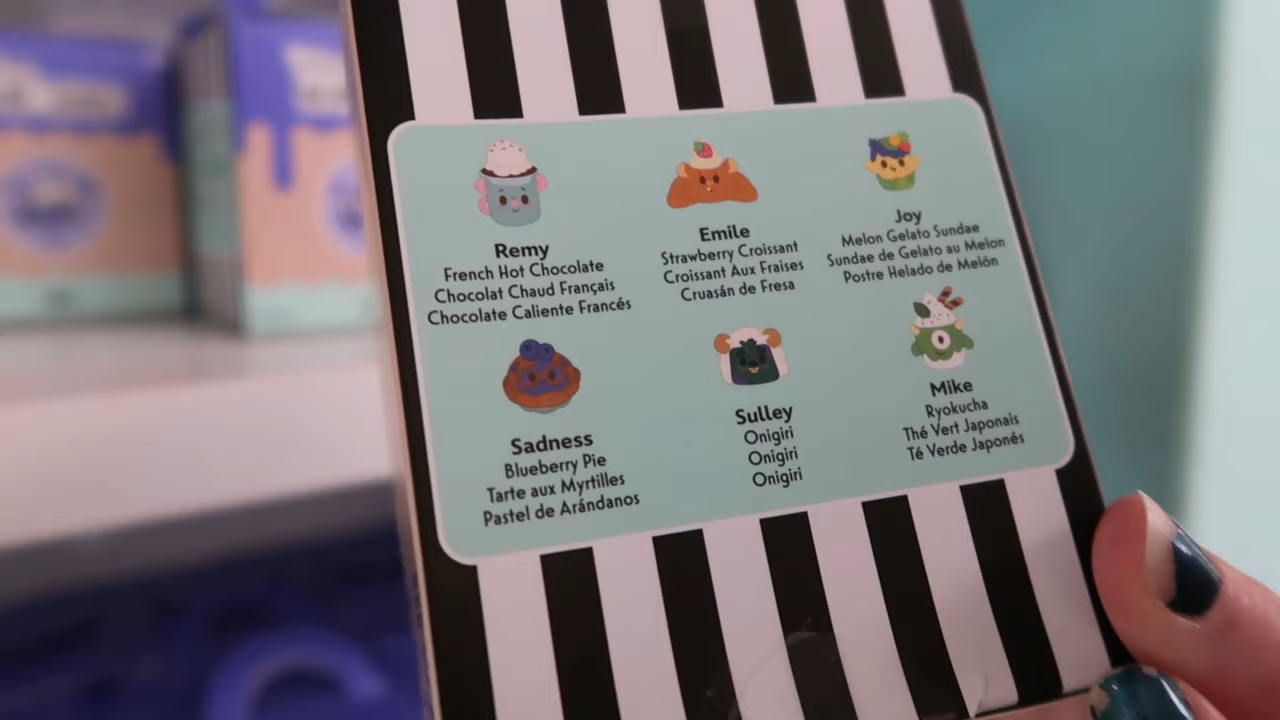 Remy
French Hot Chocolate
Chocolat Chaud Français
Chocolate Caliente Francés
Emile
Strawberry Croissant
Croissant Aux Fraises
Cruasán de Fresa
Joy
Melon Gelato Sundae
Sundae de Gelato au Melon
Postre Helado de Melón
Sadness
Blueberry Pie
Tarte aux Myrtilles
Pastel de Arándanos
Sulley
Onigiri
Onigiri
Onigiri
Mike
Ryokucha
Thé Vert Japonais
Té Verde Japonés